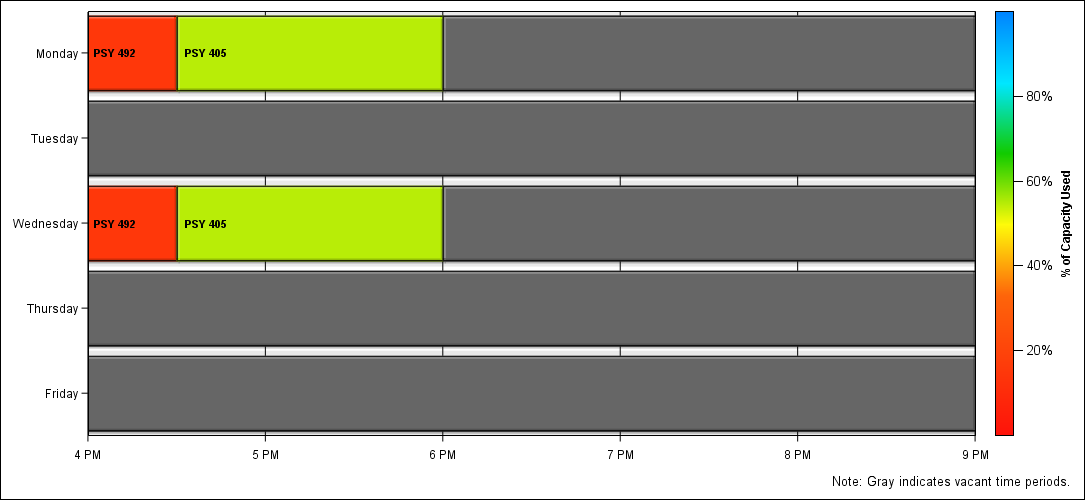 Monday
PSY 492
PSY 405
Tuesday
Wednesday
PSY 492
PSY 405
Thursday
Friday
4 PM
5 PM
6 PM
7 PM
8 PM
9 PM
80%
60%
40%
20%
% of Capacity Used
Note: Gray indicates vacant time periods.